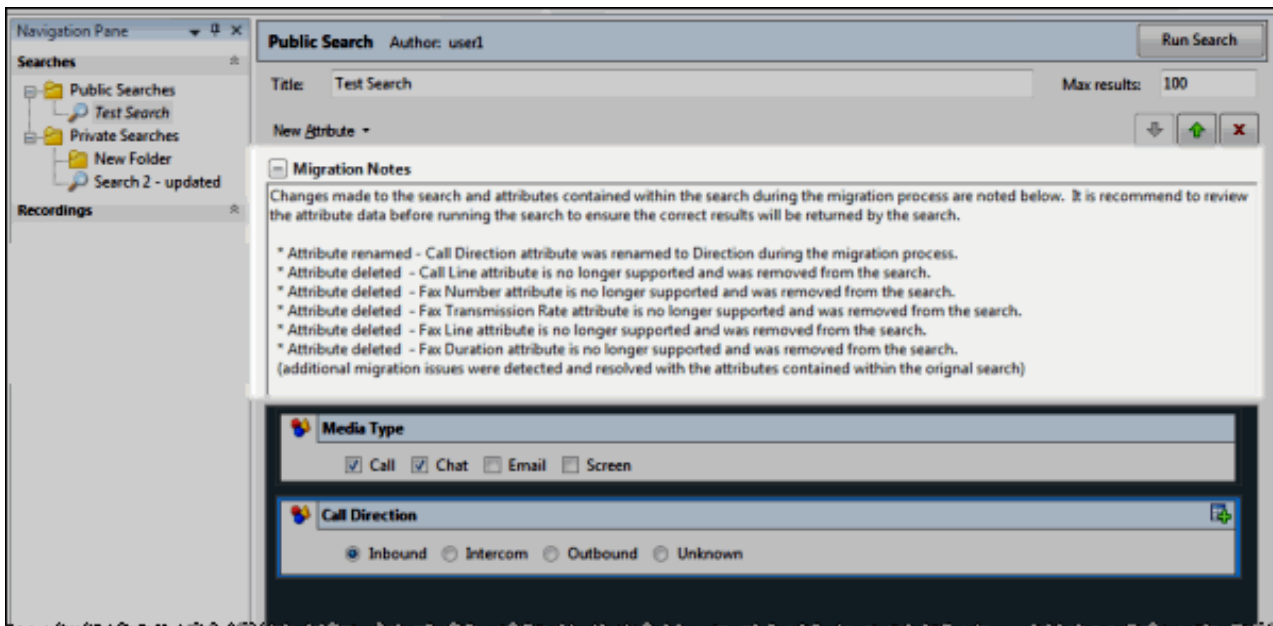 Navigation Pane
Searches
Public Searches
Test Search
Private Searches
New Folder
Search 2 - updated
Recordings
Public Search Author: user1
Run Search
Title: Test Search
Max results: 100
New Attribute
Migration Notes
Changes made to the search and attributes contained within the search during the migration process are noted below. It is recommend to review
the attribute data before running the search to ensure the correct results will be returned by the search.
* Attribute renamed - Call Direction attribute was renamed to Direction during the migration process.
* Attribute deleted - Call Line attribute is no longer supported and was removed from the search.
* Attribute deleted - Fax Number attribute is no longer supported and was removed from the search.
* Attribute deleted - Fax Transmission Rate attribute is no longer supported and was removed from the search.
* Attribute deleted - Fax Line attribute is no longer supported and was removed from the search.
* Attribute deleted - Fax Duration attribute is no longer supported and was removed from the search.
(additional migration issues were detected and resolved with the attributes contained within the orignal search)
Media Type
Call Chat Email Screen
Call Direction
Inbound Intercom Outbound Unknown